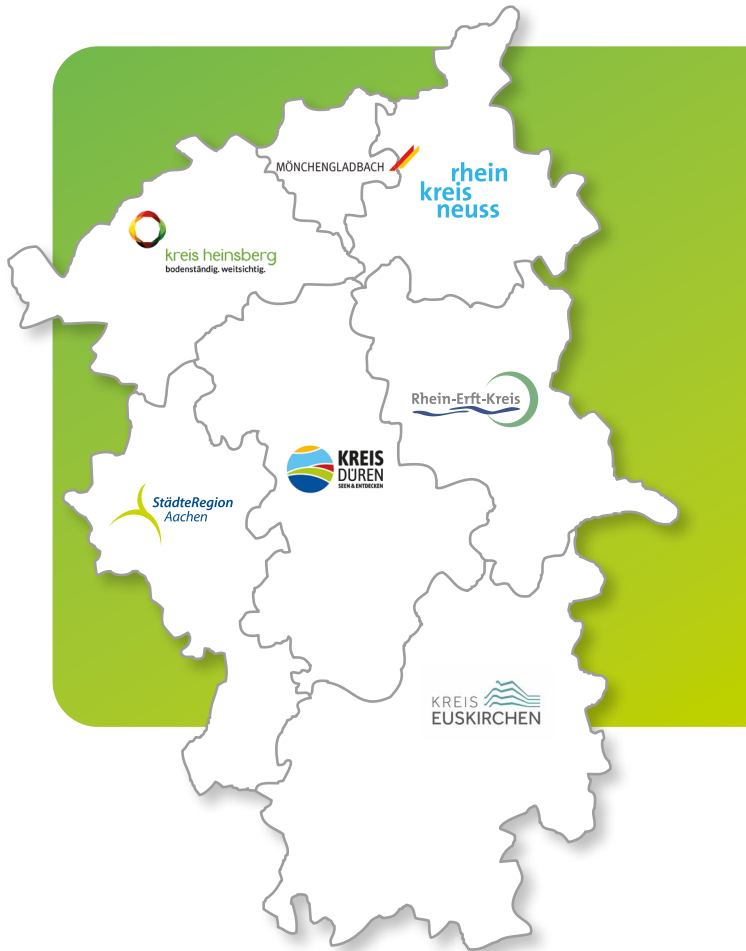 MÖNCHENGLADBACH
rhein
kreis
neuss
kreis heinsberg
bodenständig. weitsichtig.
Rhein-Erft-Kreis
KREIS
DÜREN
SEEN & ENTDECKEN
StädteRegion
Aachen
KREIS
EUSKIRCHEN